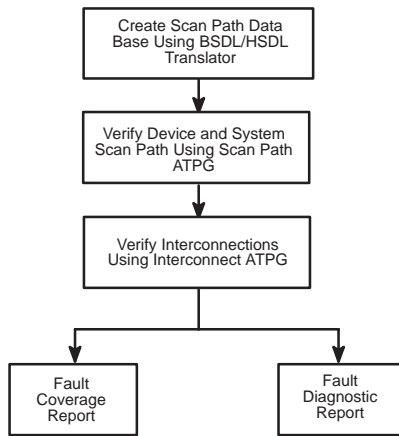 Create Scan Path Data
Base Using BSDL/HSDL
Translator
Verify Device and System
Scan Path Using Scan Path
ATPG
Verify Interconnections
Using Interconnect ATPG
Fault
Coverage
Report
Fault
Diagnostic
Report